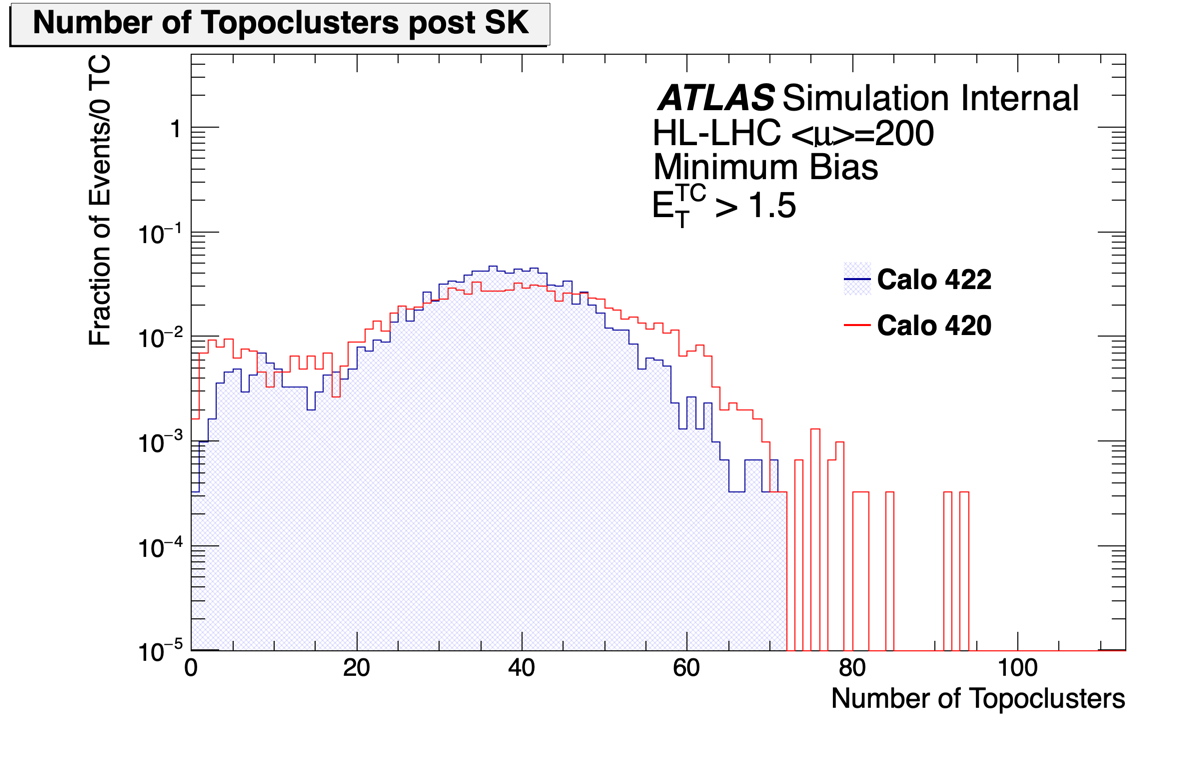 Number of Topoclusters post SK
Fraction of Events/0 TC
ATLAS Simulation Internal
HL-LHC <μ>=200
Minimum Bias
E_T^TC > 1.5
Calo 422
Calo 420
1
10⁻¹
10⁻²
10⁻³
10⁻⁴
10⁻⁵
0 20 40 60 80 100
Number of Topoclusters